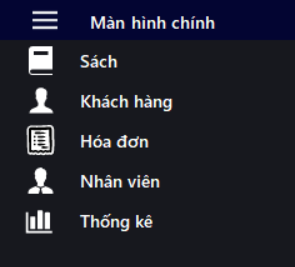 Màn hình chính
Sách
Khách hàng
Hóa đơn
Nhân viên
Thống kê